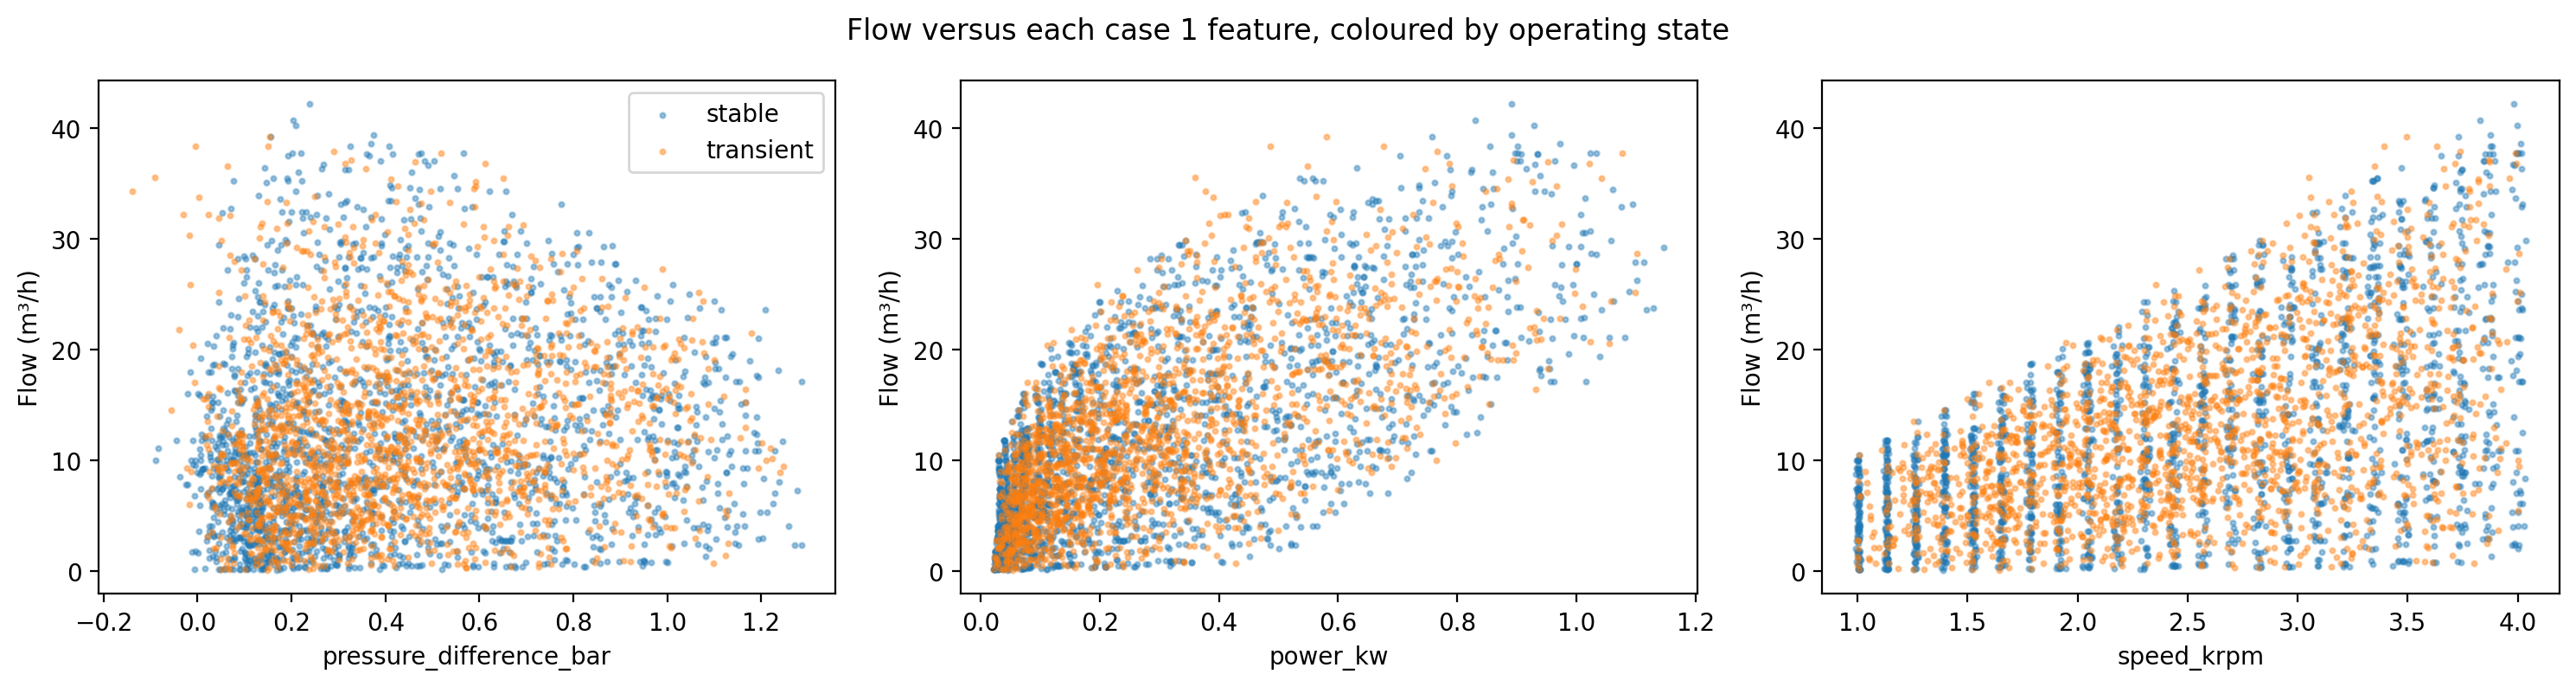 Flow versus each case 1 feature, coloured by operating state
Flow (m³/h)
40
30
20
10
0
stable
transient
−0.2 0.0 0.2 0.4 0.6 0.8 1.0 1.2
pressure_difference_bar
Flow (m³/h)
40
30
20
10
0
0.0 0.2 0.4 0.6 0.8 1.0 1.2
power_kw
Flow (m³/h)
40
30
20
10
0
1.0 1.5 2.0 2.5 3.0 3.5 4.0
speed_krpm